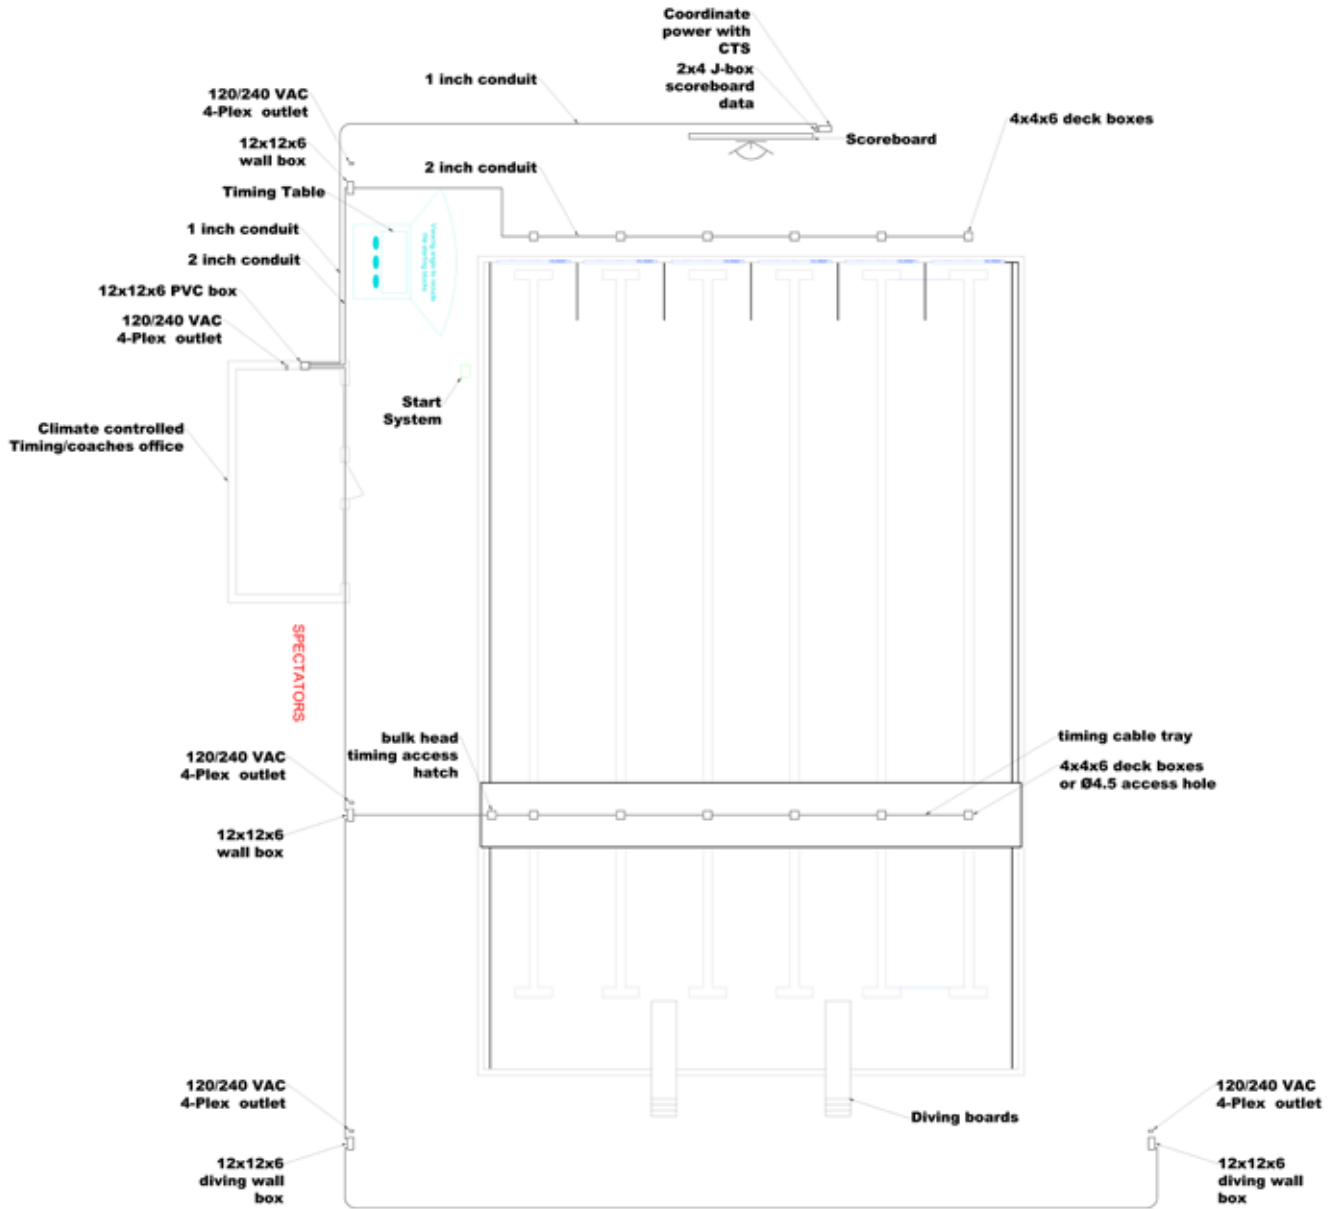 Coordinate
power with
CTS
2x4 J-box
scoreboard
data
1 inch conduit
120/240 VAC
4-Plex outlet
4x4x6 deck boxes
Scoreboard
12x12x6
wall box
2 inch conduit
Timing Table
1 inch conduit
2 inch conduit
12x12x6 PVC box
120/240 VAC
4-Plex outlet
Start
System
Climate controlled
Timing/coaches office
SPECTATORS
bulk head
timing access
hatch
timing cable tray
120/240 VAC
4-Plex outlet
4x4x6 deck boxes
or Ø4.5 access hole
12x12x6
wall box
120/240 VAC
4-Plex outlet
120/240 VAC
4-Plex outlet
Diving boards
12x12x6
diving wall
box
12x12x6
diving wall
box